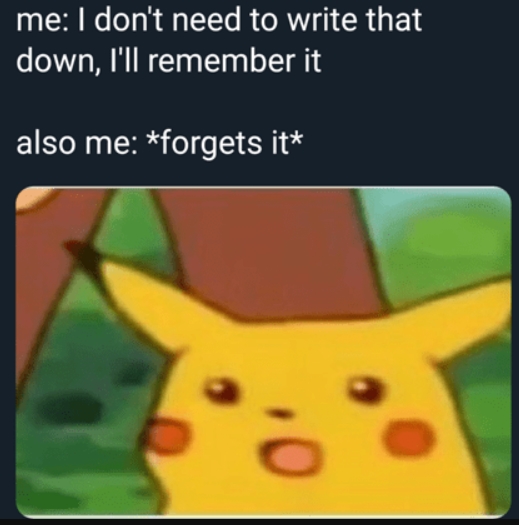 me: I don't need to write that
down, I'll remember it
also me: *forgets it*